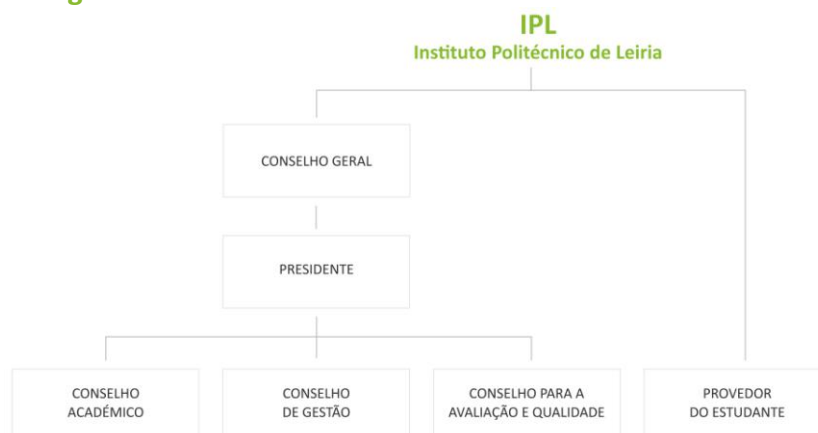 IPL
Instituto Politécnico de Leiria
CONSELHO GERAL
PRESIDENTE
CONSELHO
ACADÉMICO
CONSELHO
DE GESTÃO
CONSELHO PARA A
AVALIAÇÃO E QUALIDADE
PROVEDOR
DO ESTUDANTE